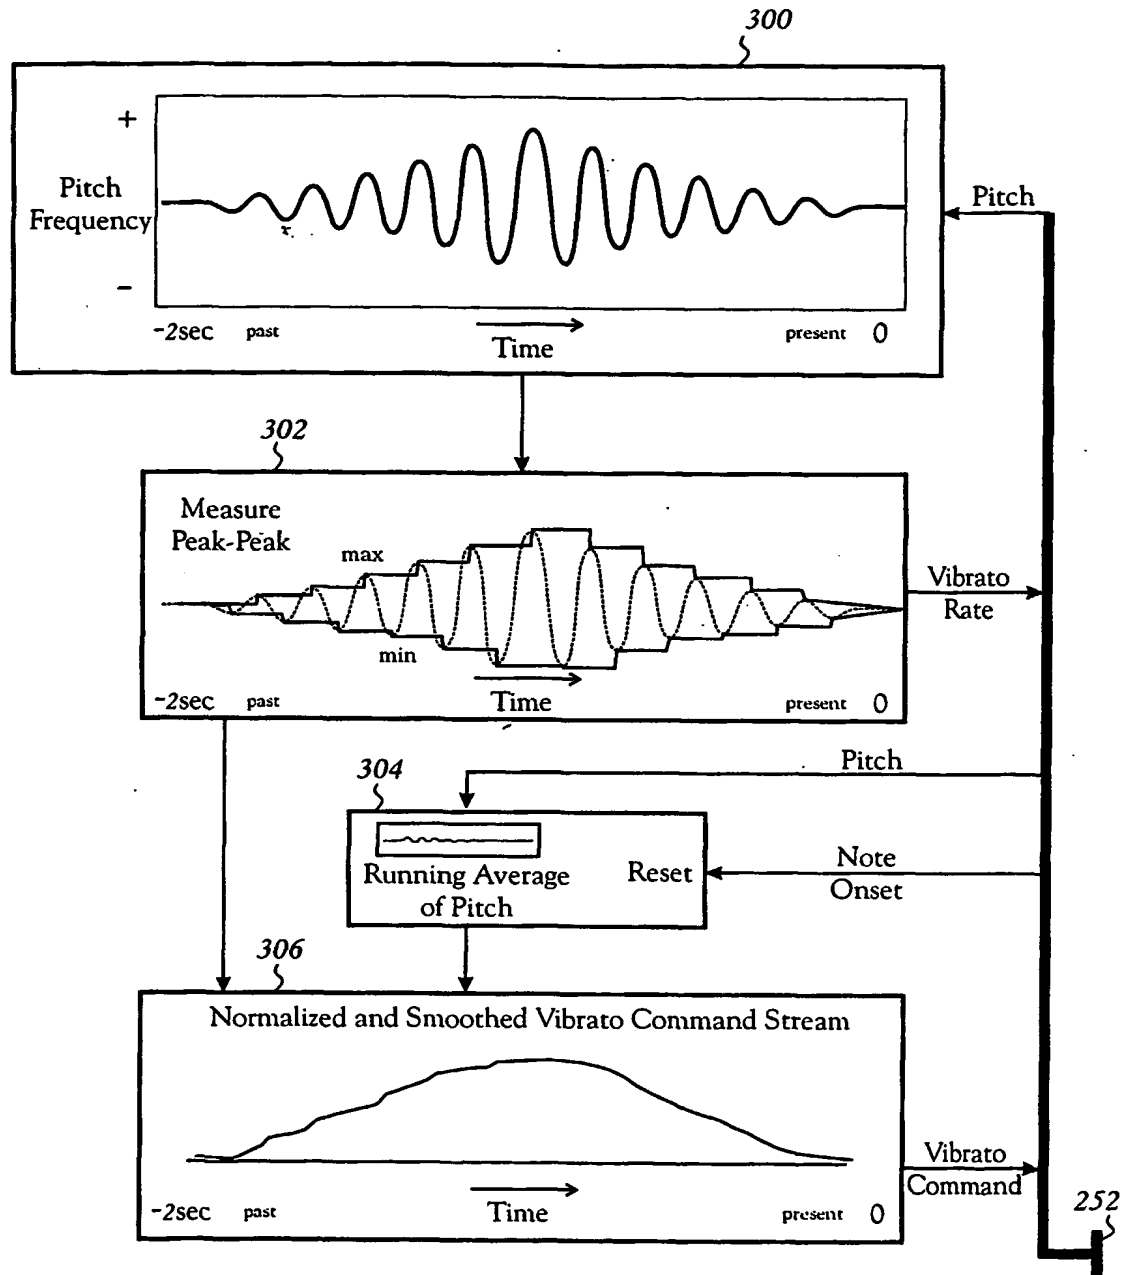 300
+
Pitch
Frequency
-
-2sec past present 0
Time
Pitch
302
Measure
Peak-Peak
max
min
-2sec past present 0
Time
Vibrato
Rate
Pitch
304
Running Average
of Pitch
Reset
Note
Onset
306
Normalized and Smoothed Vibrato Command Stream
-2sec past present 0
Time
Vibrato
Command
252